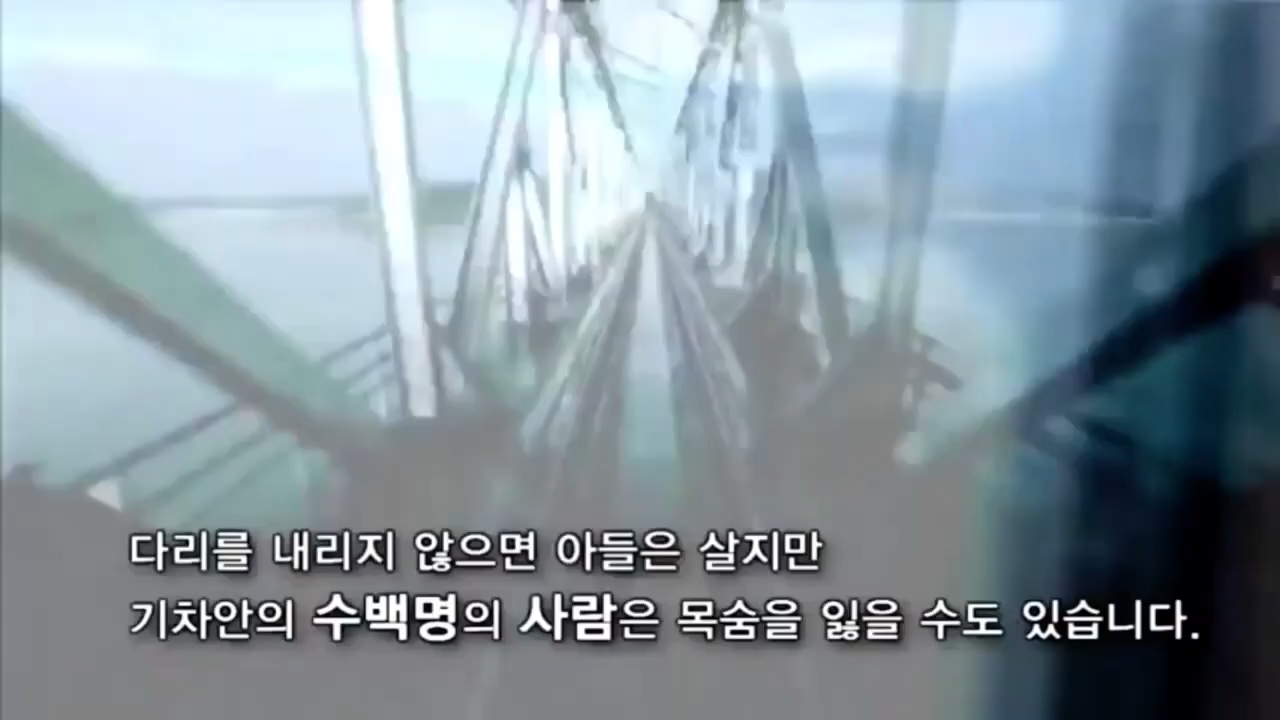 다리를 내리지 않으면 아들은 살지만
기차안의 수백명의 사람은 목숨을 잃을 수도 있습니다.